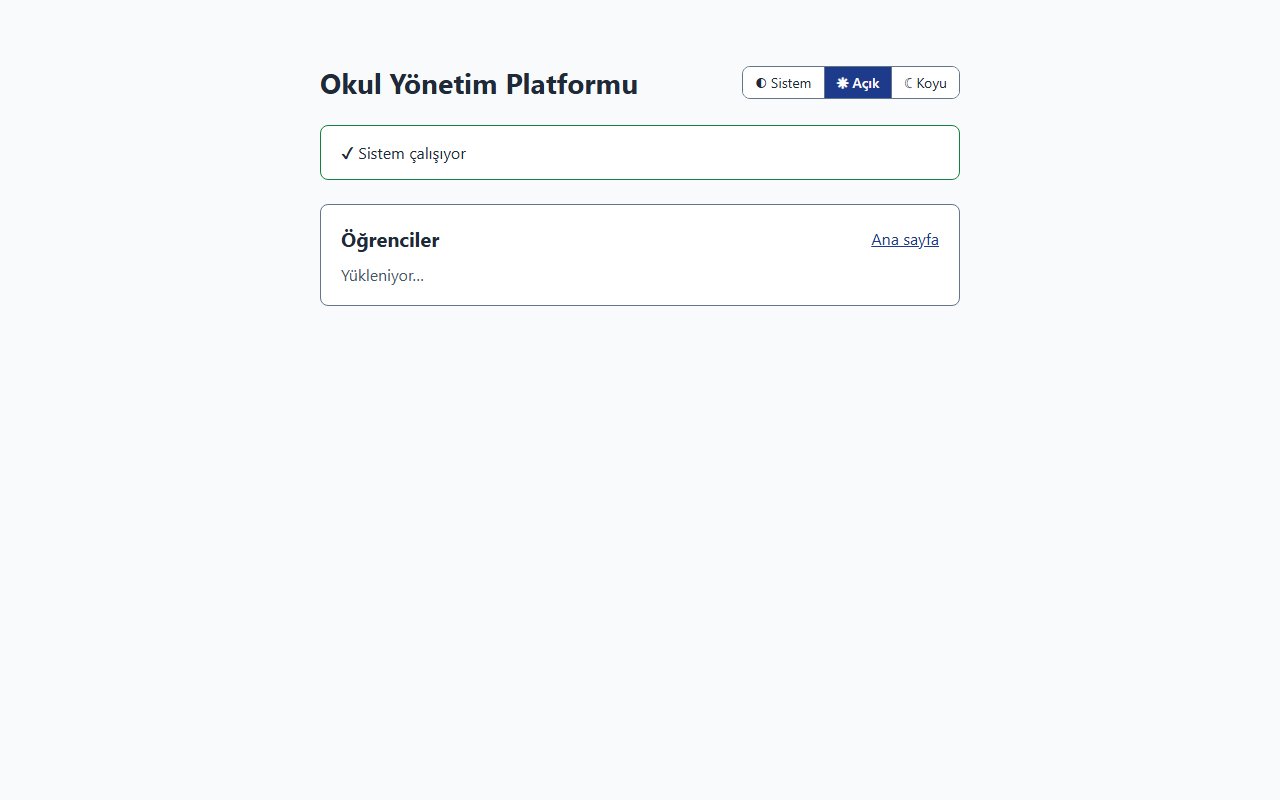 Okul Yönetim Platformu
◐ Sistem
❋ Açık
☾ Koyu
✓ Sistem çalışıyor
Öğrenciler
Ana sayfa
Yükleniyor…